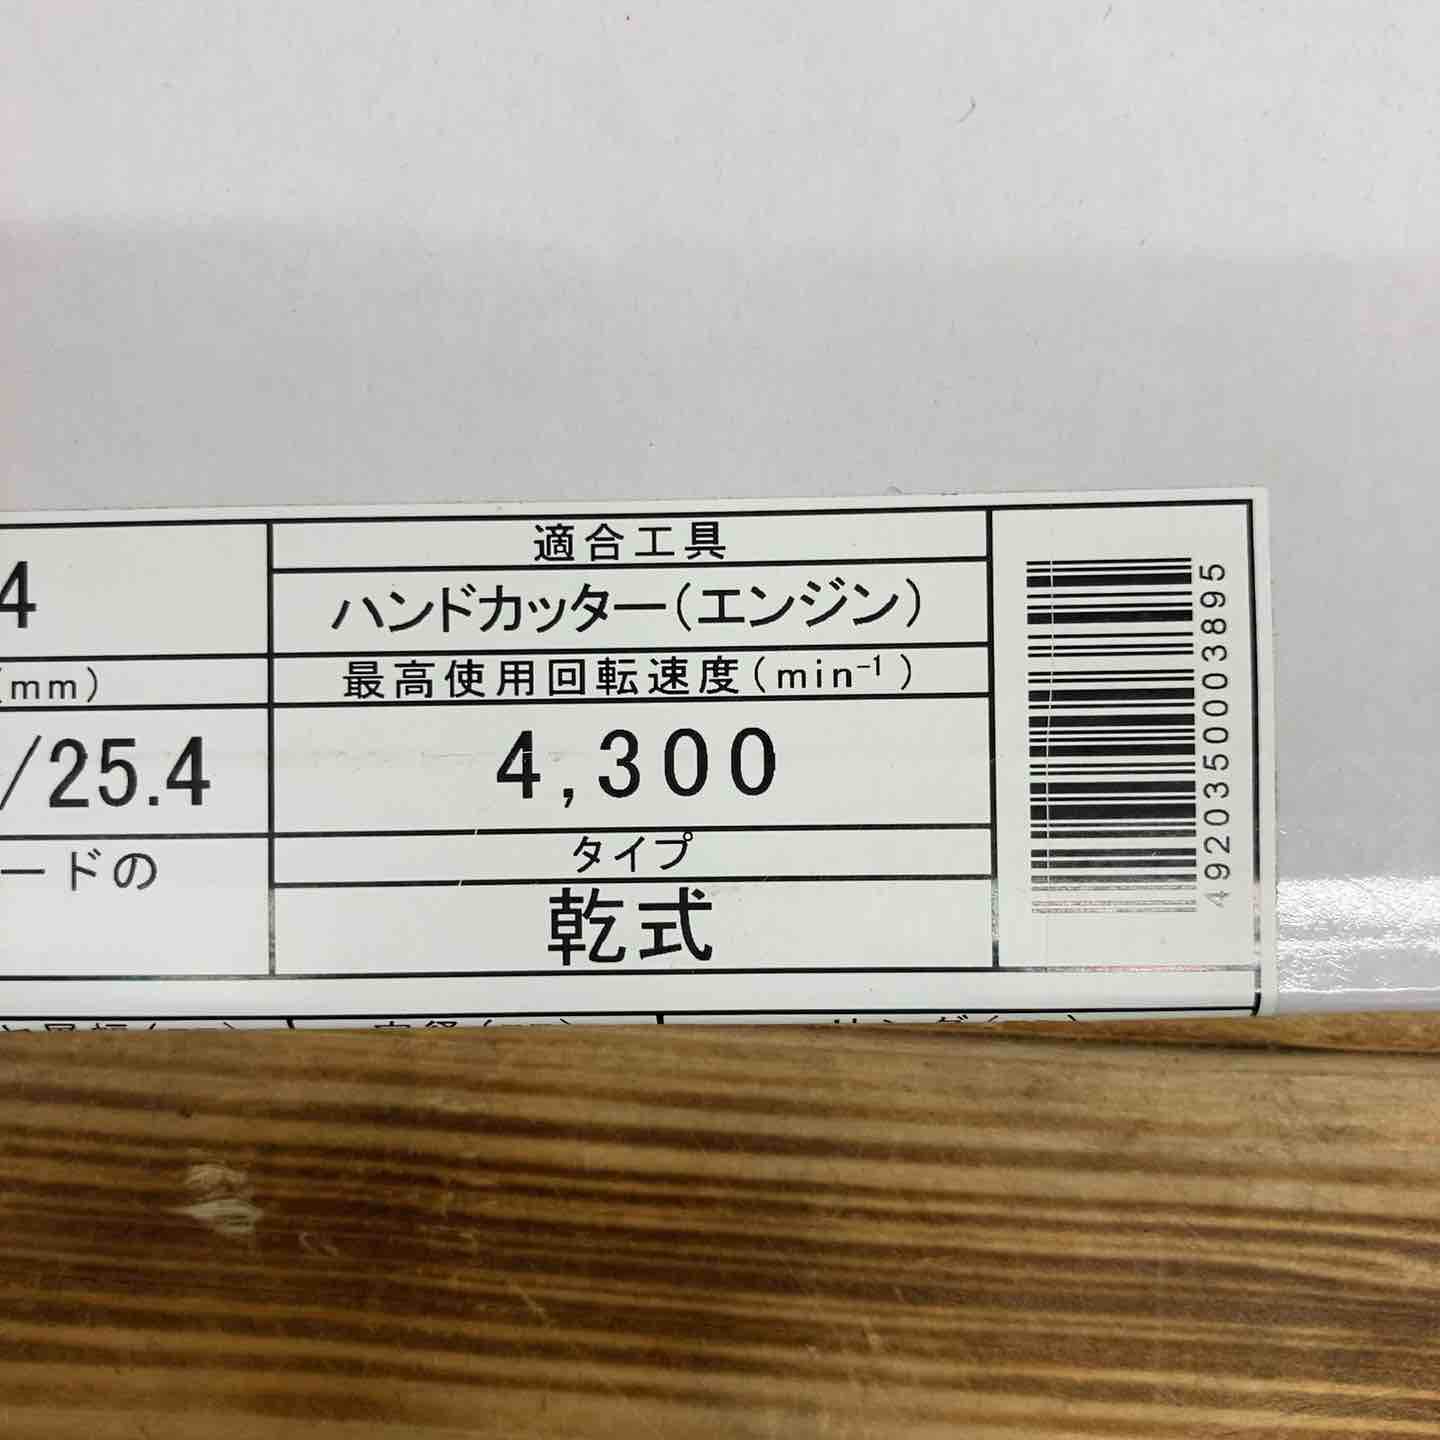 4
適合工具
ハンドカッター(エンジン)
(mm)
最高使用回転速度(min⁻¹)
/25.4
4,300
ードの
タイプ
乾式
4920350003895